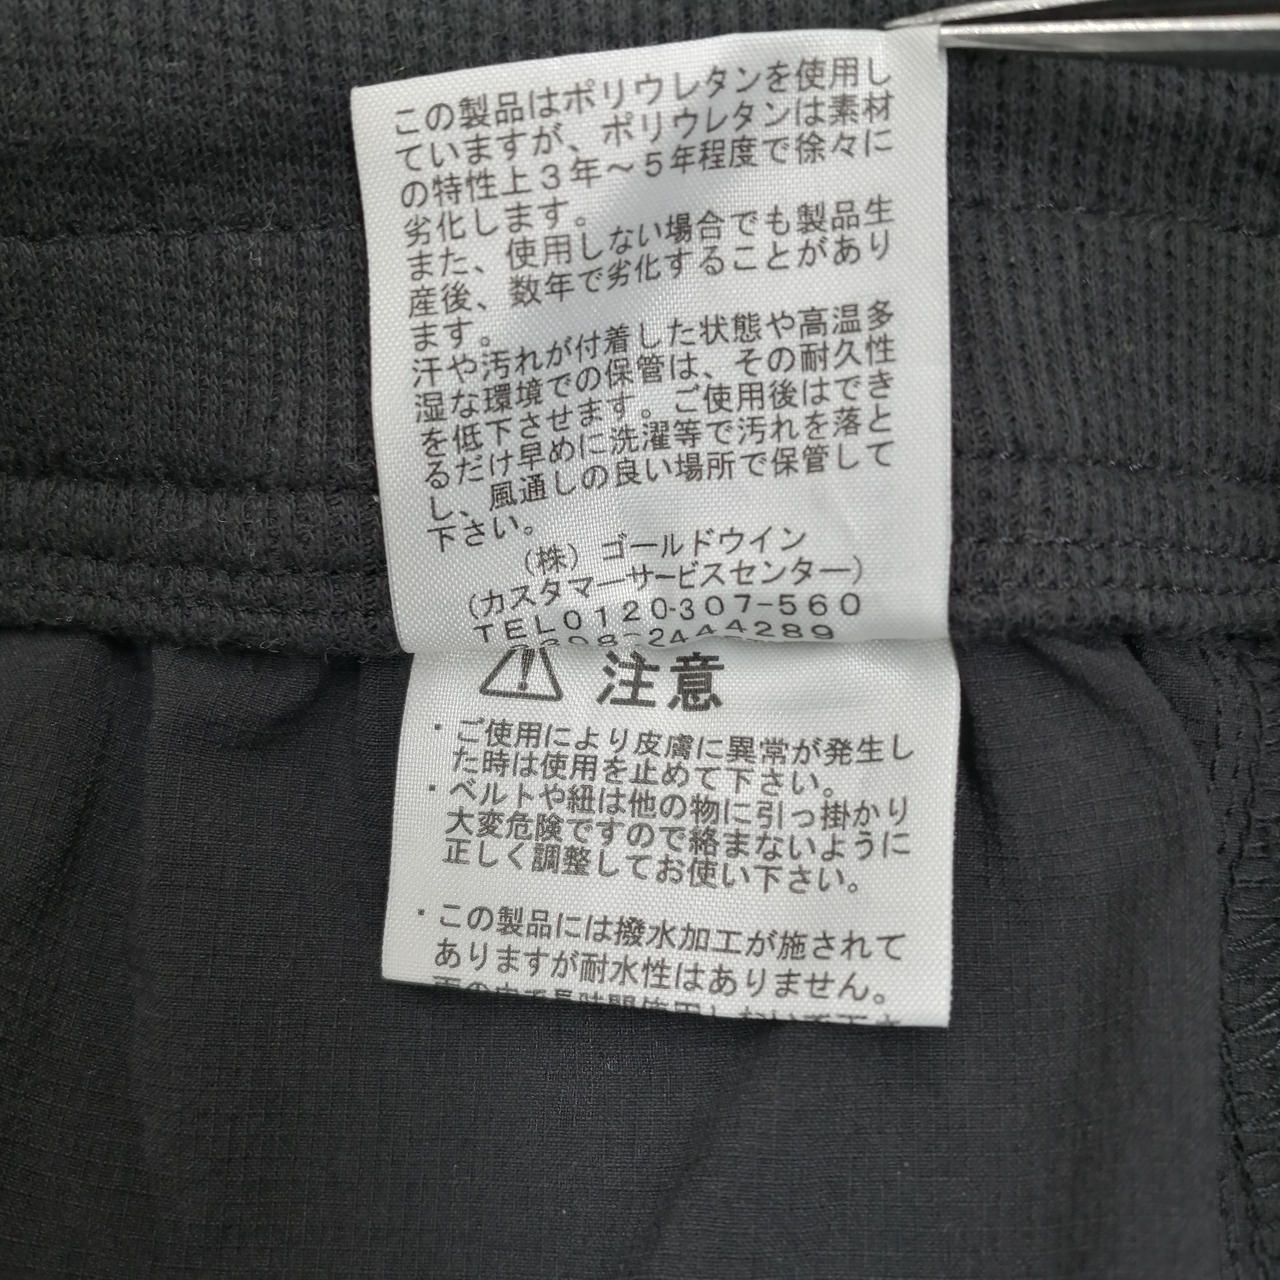 この製品はポリウレタンを使用し
ていますが、ポリウレタンは素材
の特性上3年～5年程度で徐々に
劣化します。
また、使用しない場合でも製品生
産後、数年で劣化することがあり
ます。
汗や汚れが付着した状態や高温多
湿な環境での保管は、その耐久性
を低下させます。ご使用後はでき
るだけ早めに洗濯等で汚れを落と
し、風通しの良い場所で保管して
下さい。
(株) ゴールドウイン
(カスタマーサービスセンター)
TEL0120-307-560
注意
・ご使用により皮膚に異常が発生し
た時は使用を止めて下さい。
・ベルトや紐は他の物に引っ掛かり
大変危険ですので絡まないように
正しく調整してお使い下さい。
・この製品には撥水加工が施されて
ありますが耐水性はありません。